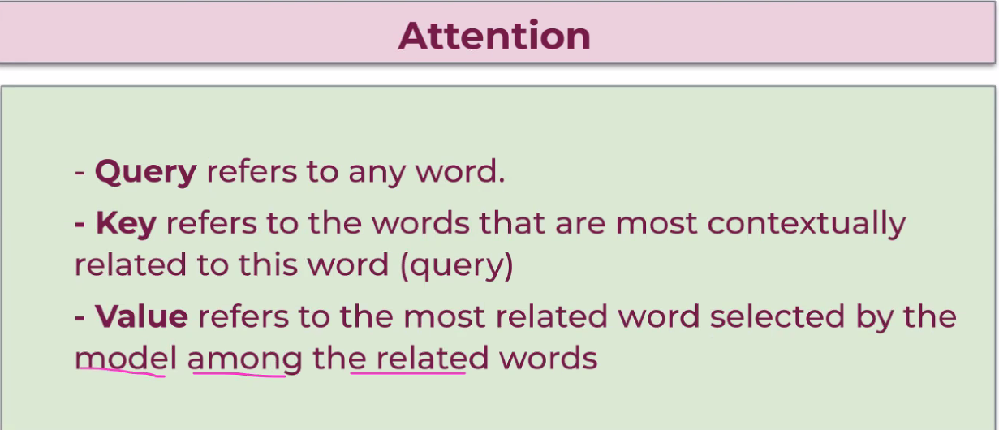 Attention
- Query refers to any word.
- Key refers to the words that are most contextually
related to this word (query)
- Value refers to the most related word selected by the
model among the related words